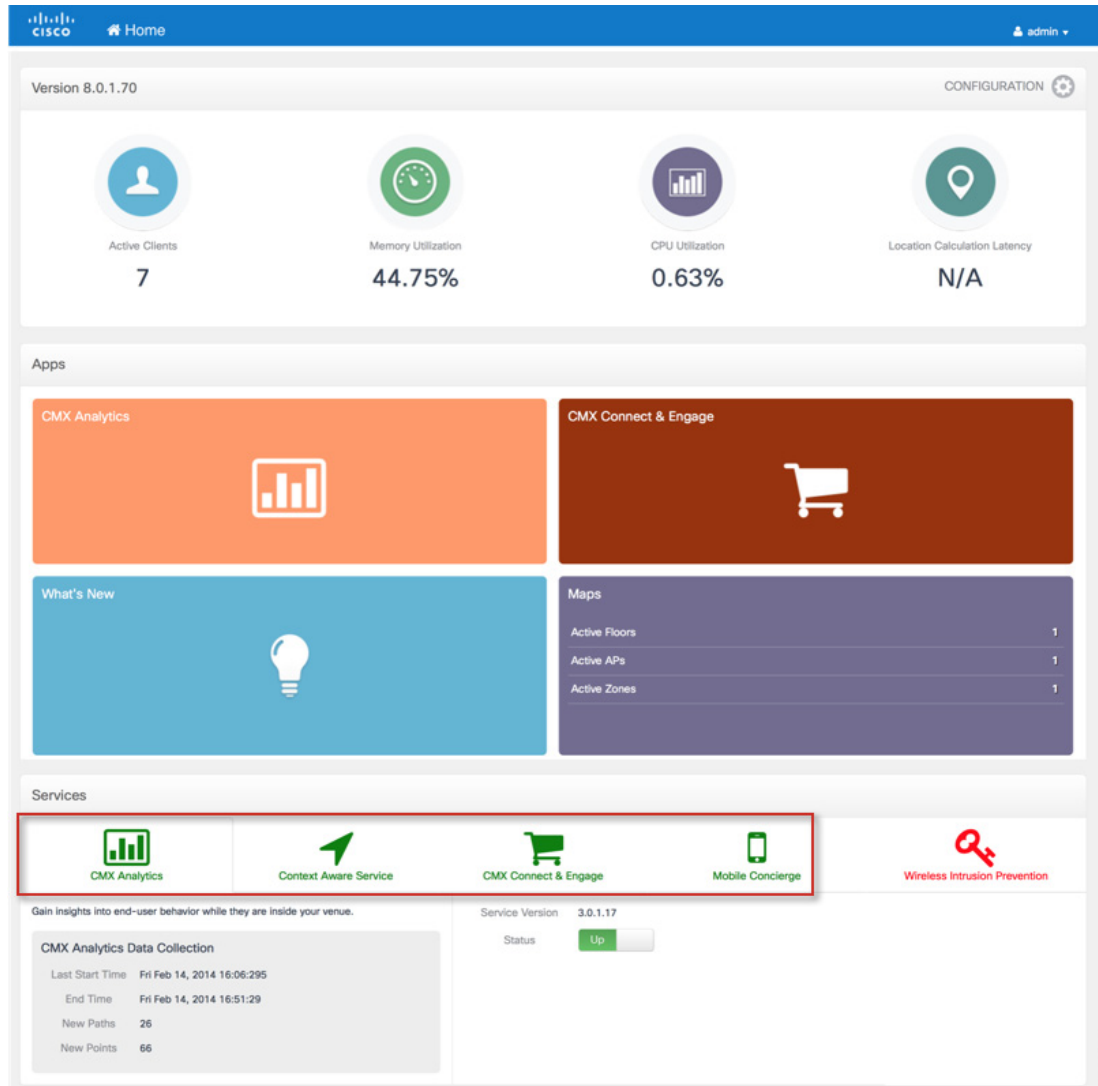 CISCO Home admin
Version 8.0.1.70 CONFIGURATION
Active Clients Memory Utilization CPU Utilization Location Calculation Latency
7 44.75% 0.63% N/A
Apps
CMX Analytics CMX Connect & Engage
What's New Maps
Active Floors 1
Active APs 1
Active Zones 1
Services
CMX Analytics Context Aware Service CMX Connect & Engage Mobile Concierge Wireless Intrusion Prevention
Gain insights into end-user behavior while they are inside your venue. Service Version 3.0.1.17
Status Up
CMX Analytics Data Collection
Last Start Time Fri Feb 14, 2014 16:06:295
End Time Fri Feb 14, 2014 16:51:29
New Paths 26
New Points 66